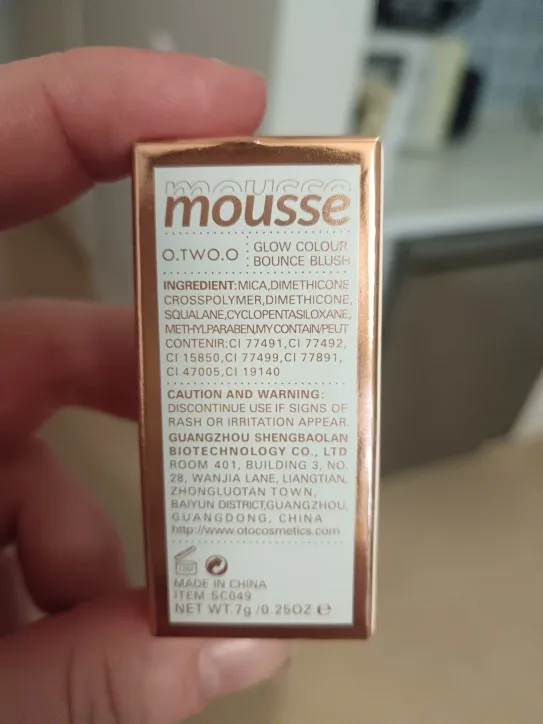 mousse
mousse
O.TWO.O
GLOW COLOUR
BOUNCE BLUSH
INGREDIENT:MICA,DIMETHICONE
CROSSPOLYMER,DIMETHICONE,
SQUALANE,CYCLOPENTASILOXANE,
METHYLPARABEN,MY CONTAIN/PEUT
CONTENIR:CI 77491,CI 77492,
CI 15850,CI 77499,CI 77891,
CI 47005,CI 19140
CAUTION AND WARNING:
DISCONTINUE USE IF SIGNS OF
RASH OR IRRITATION APPEAR.
GUANGZHOU SHENGBAOLAN
BIOTECHNOLOGY CO., LTD
ROOM 401, BUILDING 3, NO.
28, WANJIA LANE, LIANGTIAN,
ZHONGLUOTAN TOWN,
BAIYUN DISTRICT,GUANGZHOU,
GUANGDONG, CHINA
http://www.otocosmetics.com
MADE IN CHINA
ITEM:SC049
NET WT.7g /0.25OZ.e